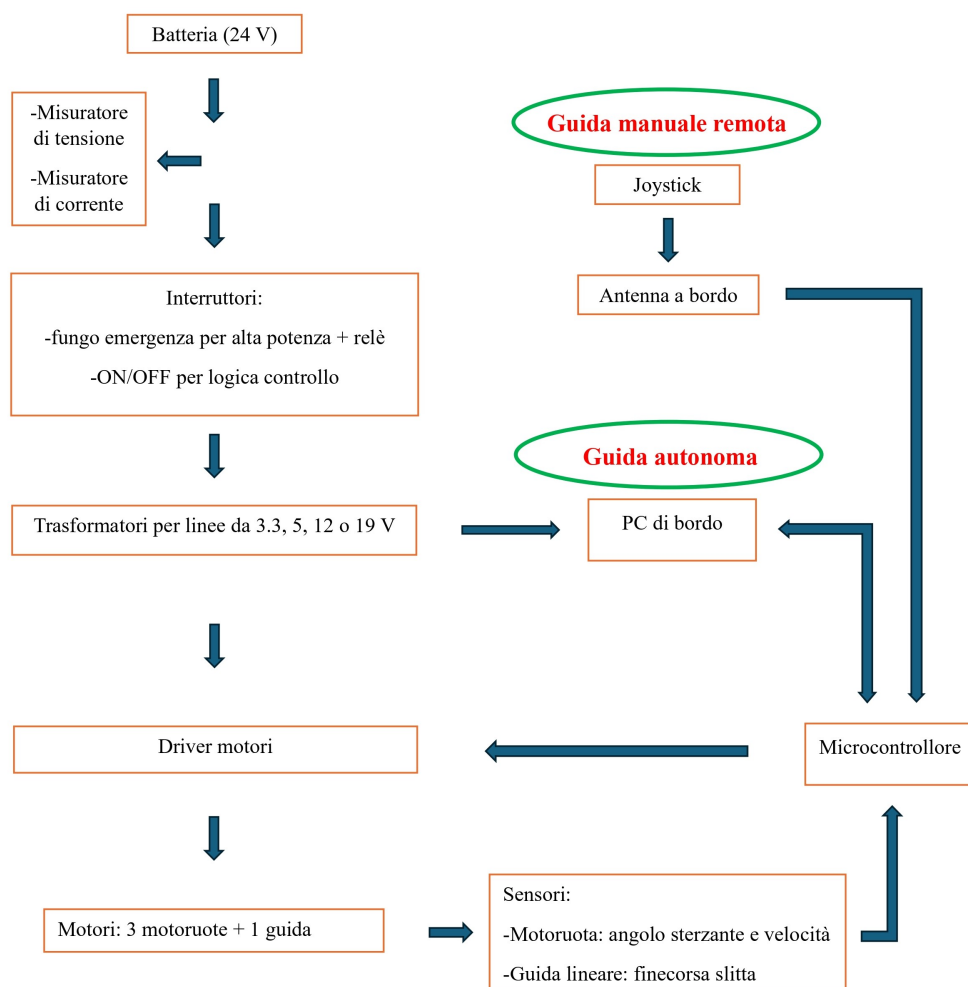 Batteria (24 V)
-Misuratore
di tensione
-Misuratore
di corrente
Guida manuale remota
Joystick
Antenna a bordo
Interruttori:
-fungo emergenza per alta potenza + relè
-ON/OFF per logica controllo
Guida autonoma
Trasformatori per linee da 3.3, 5, 12 o 19 V
PC di bordo
Driver motori
Microcontrollore
Motori: 3 motoruote + 1 guida
Sensori:
-Motoruota: angolo sterzante e velocità
-Guida lineare: finecorsa slitta